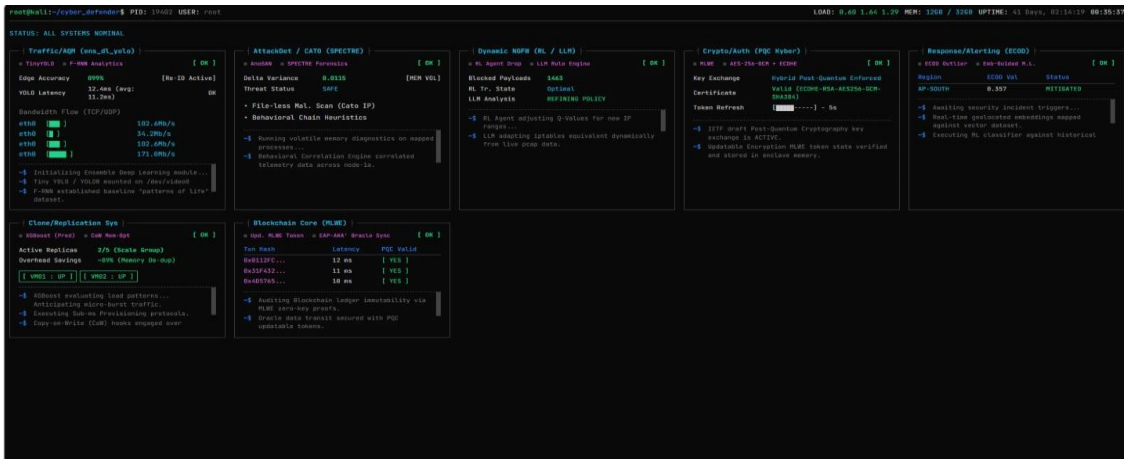 root@kali:~/cyber_defender$ PID: 19402 USER: root
LOAD: 0.60 1.64 1.29 MEM: 12GB / 32GB UPTIME: 41 Days, 02:14:19 00:35:37
STATUS: ALL SYSTEMS NOMINAL
Traffic/AQM (ens_dl_yolo)
TinyYOLO F-RNN Analytics [ OK ]
Edge Accuracy 099% [Re-ID Active]
YOLO Latency 12.4ms (avg: 11.2ms) OK
Bandwidth Flow (TCP/UDP)
eth0 [ ] 102.6Mb/s
eth0 [ ] 34.2Mb/s
eth0 [ ] 102.6Mb/s
eth0 [ ] 171.0Mb/s
~$ Initializing Ensemble Deep Learning module...
~$ Tiny YOLO / YOLOR mounted on /dev/video0
~$ F-RNN established baseline "patterns of life"
dataset.
AttackDet / CATO (SPECTRE)
AnoGAN SPECTRE Forensics [ OK ]
Delta Variance 0.0115 [MEM VOL]
Threat Status SAFE
• File-less Mal. Scan (Cato IP)
• Behavioral Chain Heuristics
~$ Running volatile memory diagnostics on mapped
processes...
~$ Behavioral Correlation Engine correlated
telemetry data across node-1a.
Dynamic NGFW (RL / LLM)
RL Agent Drop LLM Rule Engine [ OK ]
Blocked Payloads 1463
RL Tr. State Optimal
LLM Analysis REFINING POLICY
~$ RL Agent adjusting Q-Values for new IP
ranges...
~$ LLM adapting iptables equivalent dynamically
from live pcap data.
Crypto/Auth (PQC Kyber)
MLWE AES-256-GCM + ECDHE [ OK ]
Key Exchange Hybrid Post-Quantum Enforced
Certificate Valid (ECDHE-RSA-AES256-GCM-
SHA384)
Token Refresh [ -----] - 5s
~$ IETF draft Post-Quantum Cryptography key
exchange is ACTIVE.
~$ Updatable Encryption MLWE token state verified
and stored in enclave memory.
Response/Alerting (ECOD)
ECOD Outlier Emb-Guided M.L. [ OK ]
Region ECOD Val Status
AP-SOUTH 0.357 MITIGATED
~$ Awaiting security incident triggers...
~$ Real-time geolocated embeddings mapped
against vector dataset.
~$ Executing ML classifier against historical
Clone/Replication Sys
XGBoost (Pred) CoW Mem-Opt [ OK ]
Active Replicas 2/5 (Scale Group)
Overhead Savings ~89% (Memory De-dup)
[ VM01 : UP ] [ VM02 : UP ]
~$ XGBoost evaluating load patterns...
Anticipating micro-burst traffic.
~$ Executing Sub-ms Provisioning protocols.
~$ Copy-on-Write (CoW) hooks engaged over
Blockchain Core (MLWE)
Upd. MLWE Token EAP-AKA' Oracle Sync [ OK ]
Txn Hash Latency PQC Valid
0x0112FC... 12 ms [ YES ]
0x31F432... 11 ms [ YES ]
0x4D5765... 10 ms [ YES ]
~$ Auditing Blockchain ledger immutability via
MLWE zero-key proofs.
~$ Oracle data transit secured with PQC
updatable tokens.